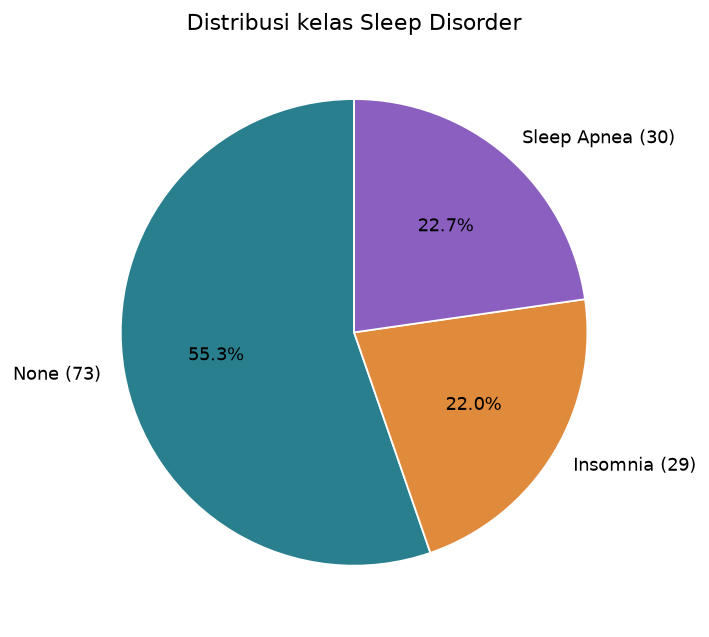 Distribusi kelas Sleep Disorder
Sleep Apnea (30)
22.7%
55.3%
None (73)
22.0%
Insomnia (29)